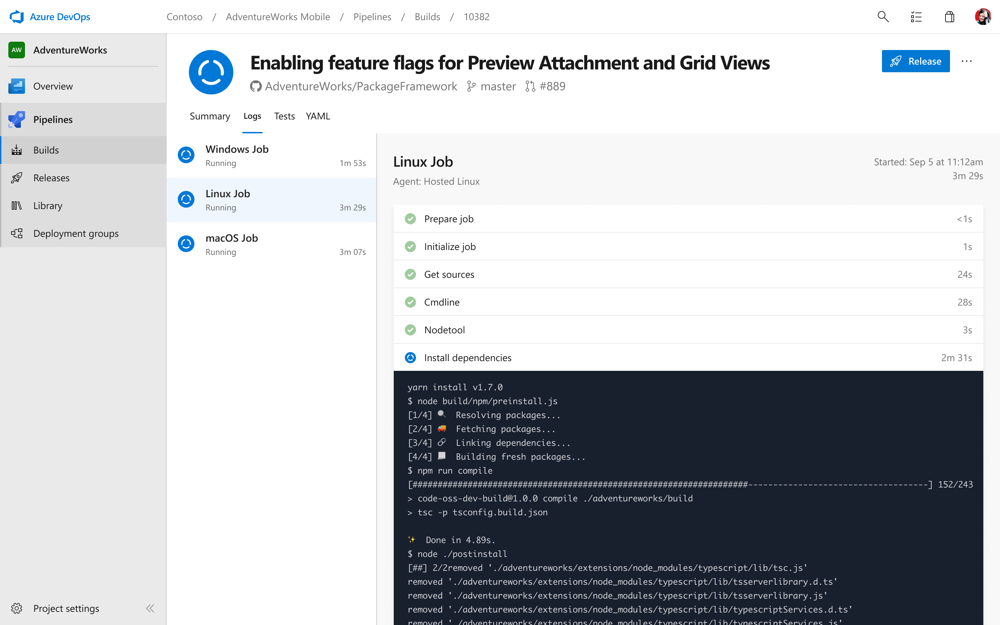 Azure DevOps
Contoso / AdventureWorks Mobile / Pipelines / Builds / 10382
AW AdventureWorks
Overview
Pipelines
Builds
Releases
Library
Deployment groups
Project settings
Enabling feature flags for Preview Attachment and Grid Views
AdventureWorks/PackageFramework master #889
Release
Summary Logs Tests YAML
Windows Job
Running 1m 53s
Linux Job
Running 3m 29s
macOS Job
Running 3m 07s
Linux Job
Agent: Hosted Linux
Started: Sep 5 at 11:12am
3m 29s
Prepare job <1s
Initialize job 1s
Get sources 24s
Cmdline 28s
Nodetool 3s
Install dependencies 2m 31s
yarn install v1.7.0
$ node build/npm/preinstall.js
[1/4] 🔍 Resolving packages...
[2/4] 🚚 Fetching packages...
[3/4] 🔗 Linking dependencies...
[4/4] 📃 Building fresh packages...
$ npm run compile
[###################################################################------------------------------------] 152/243
> code-oss-dev-build@1.0.0 compile ./adventureworks/build
> tsc -p tsconfig.build.json
✨ Done in 4.89s.
$ node ./postinstall
[##] 2/2removed './adventureworks/extensions/node_modules/typescript/lib/tsc.js'
removed './adventureworks/extensions/node_modules/typescript/lib/tsserverlibrary.d.ts'
removed './adventureworks/extensions/node_modules/typescript/lib/tsserverlibrary.js'
removed './adventureworks/extensions/node_modules/typescript/lib/typescriptServices.d.ts'
removed './adventureworks/extensions/node_modules/typescript/lib/typescriptServices.js'